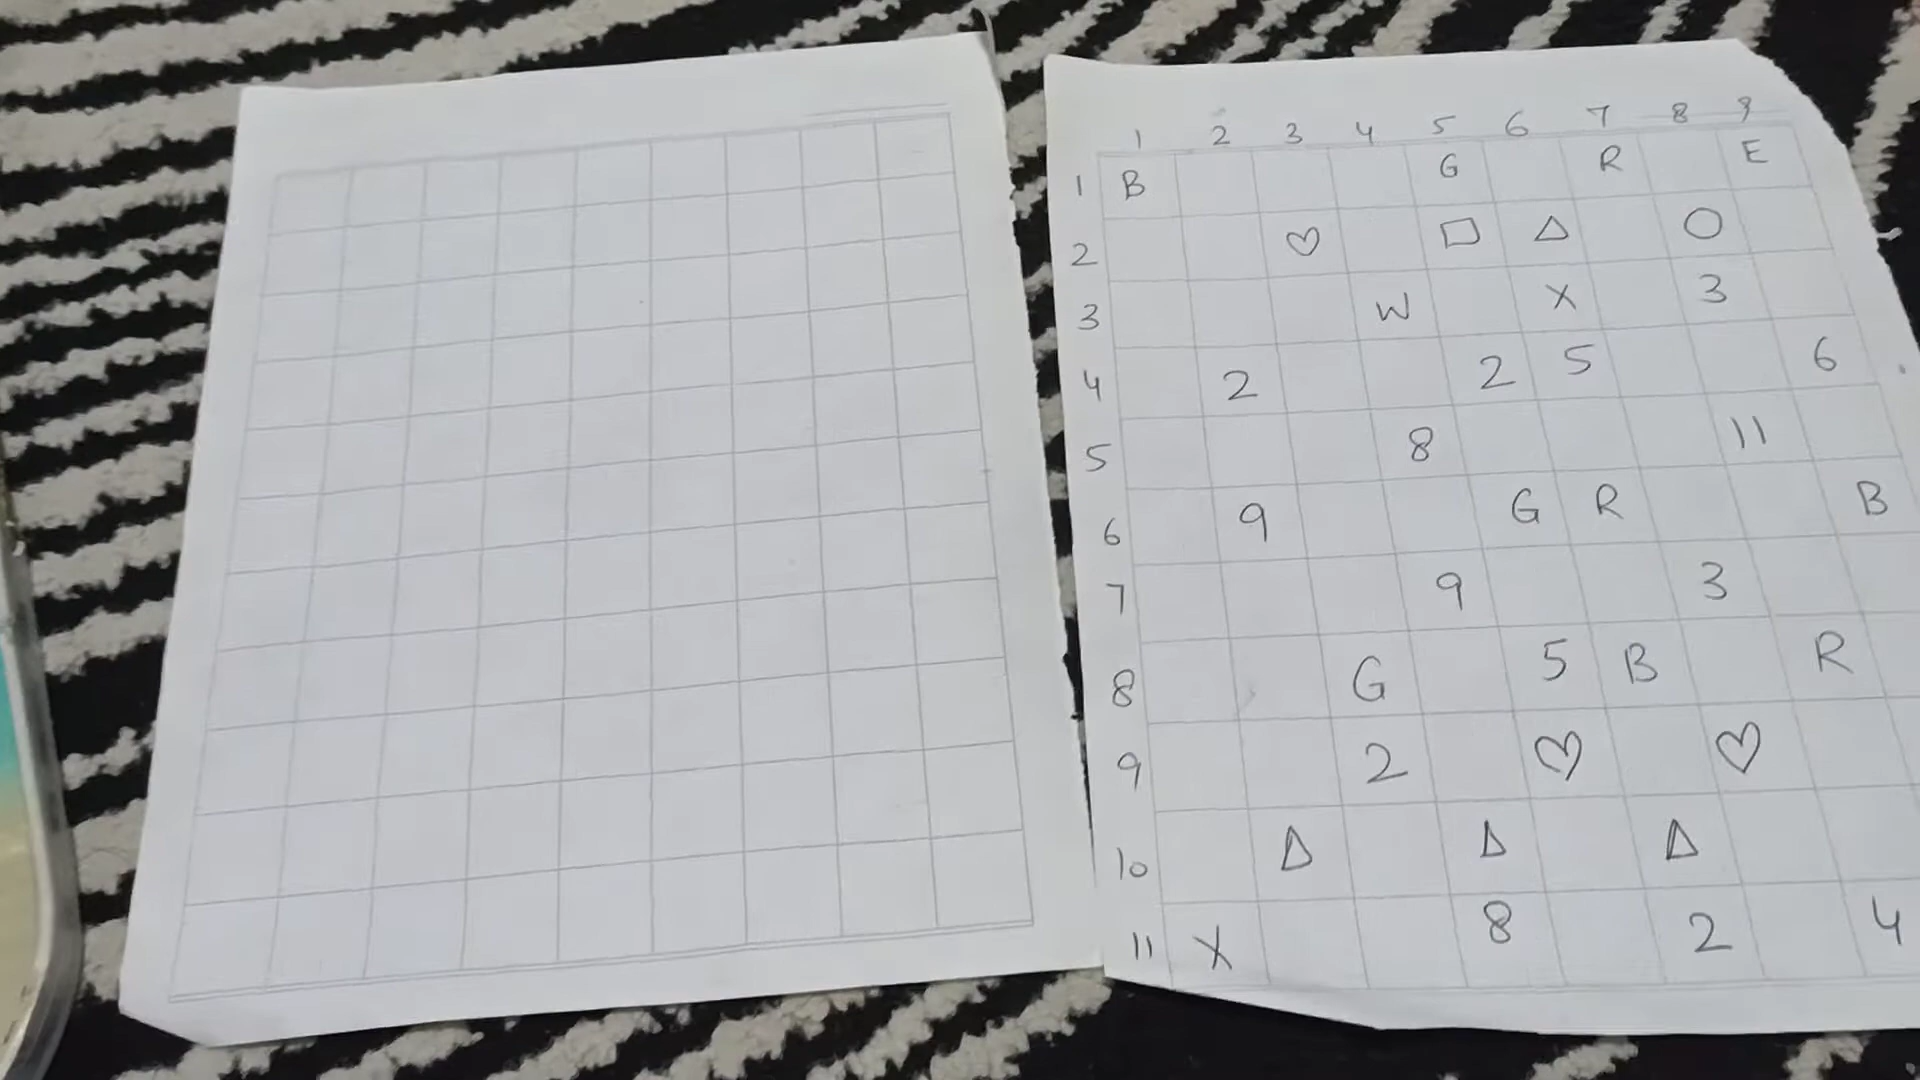 1 2 3 4 5 6 7 8 9
1 B G R E
2 ♡ □ △ ○
3 W X 3
4 2 2 5 6
5 8 11
6 9 G R B
7 9 3
8 G 5 B R
9 2 ♡ ♡
10 △ △ △
11 X 8 2 4